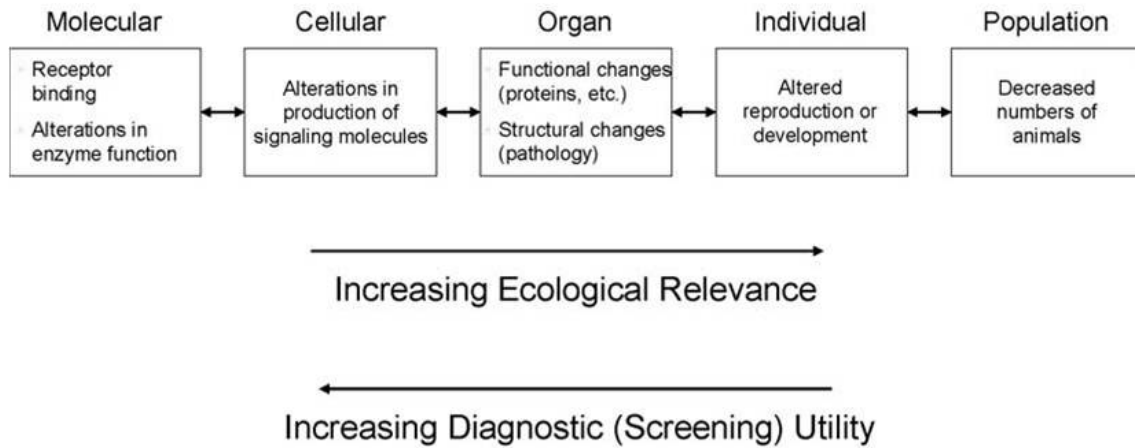 Molecular
Cellular
Organ
Individual
Population
Receptor
binding
Alterations in
enzyme function
Alterations in
production of
signaling molecules
Functional changes
(proteins, etc.)
Structural changes
(pathology)
Altered
reproduction or
development
Decreased
numbers of
animals
Increasing Ecological Relevance
Increasing Diagnostic (Screening) Utility